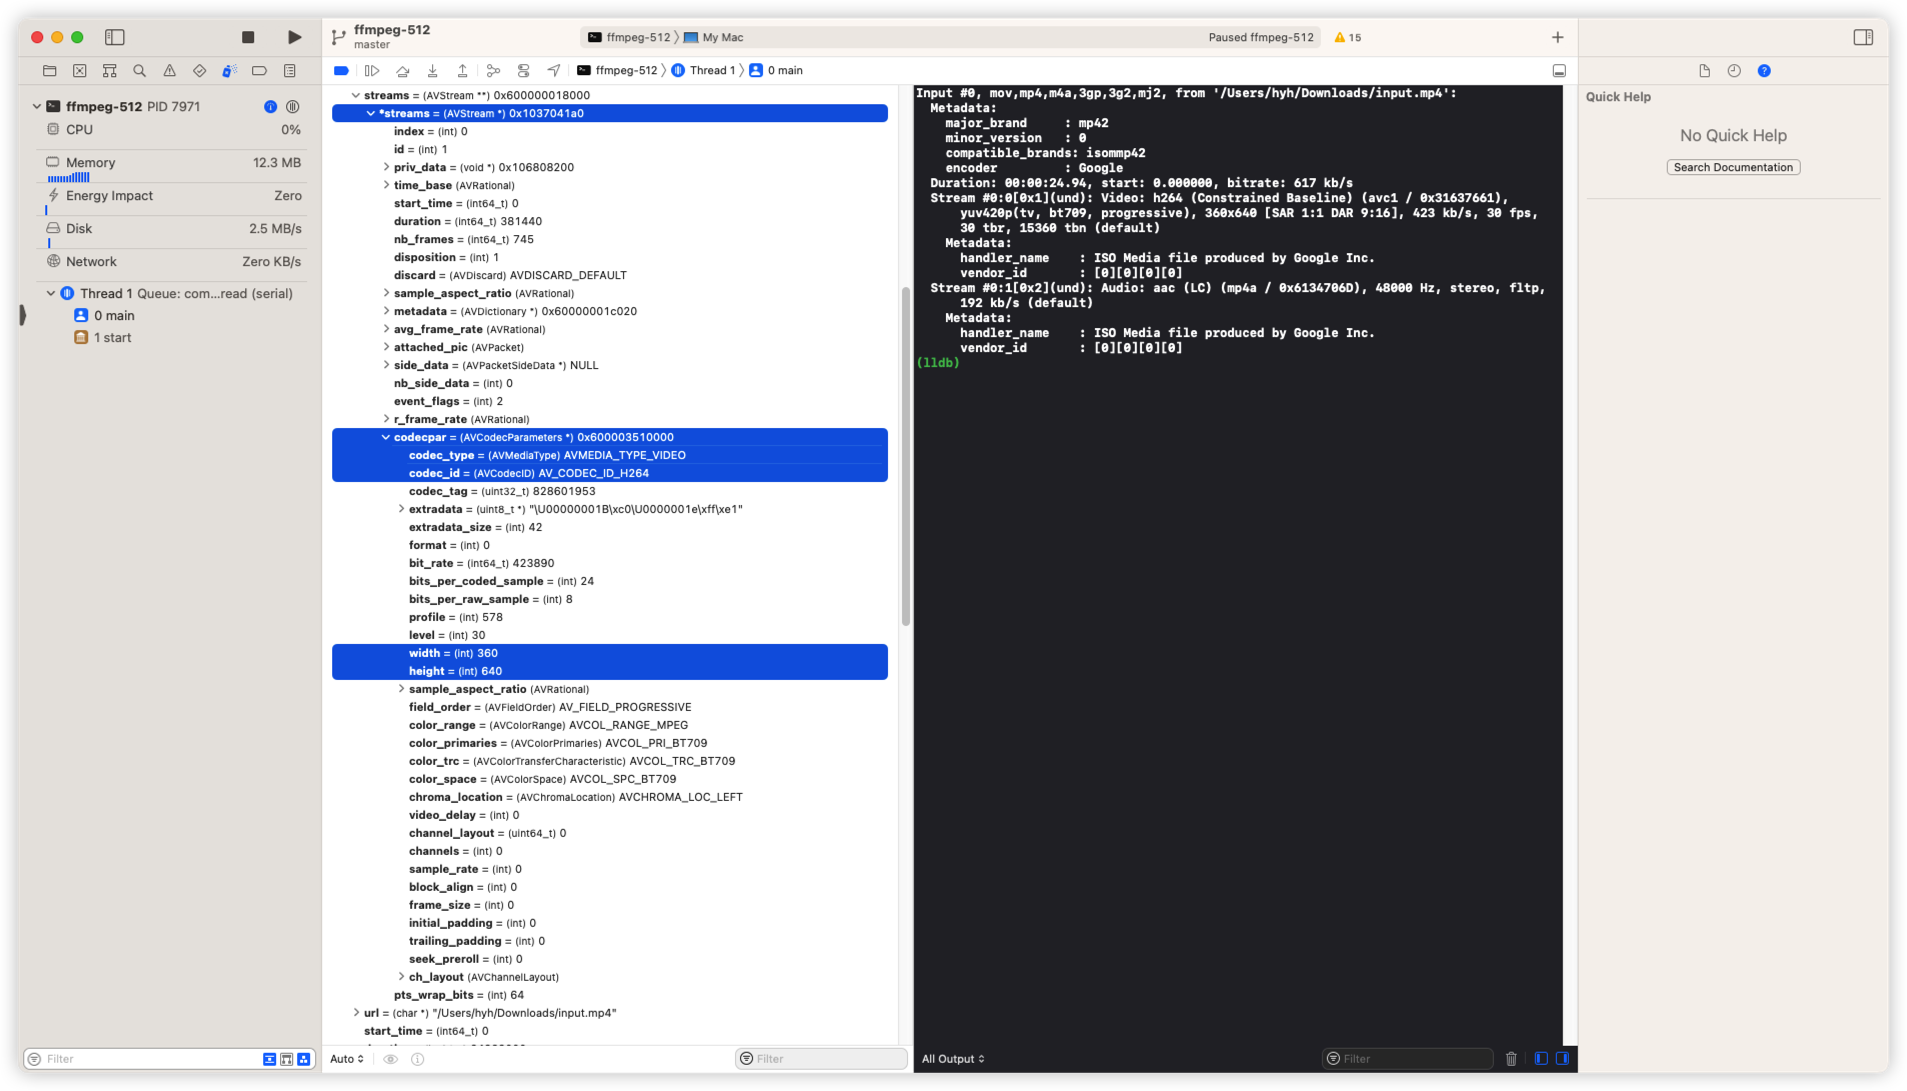 ffmpeg-512
master
ffmpeg-512 My Mac
Paused ffmpeg-512
15
ffmpeg-512 Thread 1 0 main
ffmpeg-512 PID 7971
CPU 0%
Memory 12.3 MB
Energy Impact Zero
Disk 2.5 MB/s
Network Zero KB/s
Thread 1 Queue: com...read (serial)
0 main
1 start
Filter
streams = (AVStream **) 0x600000018000
*streams = (AVStream *) 0x1037041a0
index = (int) 0
id = (int) 1
priv_data = (void *) 0x106808200
time_base (AVRational)
start_time = (int64_t) 0
duration = (int64_t) 381440
nb_frames = (int64_t) 745
disposition = (int) 1
discard = (AVDiscard) AVDISCARD_DEFAULT
sample_aspect_ratio (AVRational)
metadata = (AVDictionary *) 0x60000001c020
avg_frame_rate (AVRational)
attached_pic (AVPacket)
side_data = (AVPacketSideData *) NULL
nb_side_data = (int) 0
event_flags = (int) 2
r_frame_rate (AVRational)
codecpar = (AVCodecParameters *) 0x600003510000
codec_type = (AVMediaType) AVMEDIA_TYPE_VIDEO
codec_id = (AVCodecID) AV_CODEC_ID_H264
codec_tag = (uint32_t) 828601953
extradata = (uint8_t *) "\U00000001B\xc0\U0000001e\xff\xe1"
extradata_size = (int) 42
format = (int) 0
bit_rate = (int64_t) 423890
bits_per_coded_sample = (int) 24
bits_per_raw_sample = (int) 8
profile = (int) 578
level = (int) 30
width = (int) 360
height = (int) 640
sample_aspect_ratio (AVRational)
field_order = (AVFieldOrder) AV_FIELD_PROGRESSIVE
color_range = (AVColorRange) AVCOL_RANGE_MPEG
color_primaries = (AVColorPrimaries) AVCOL_PRI_BT709
color_trc = (AVColorTransferCharacteristic) AVCOL_TRC_BT709
color_space = (AVColorSpace) AVCOL_SPC_BT709
chroma_location = (AVChromaLocation) AVCHROMA_LOC_LEFT
video_delay = (int) 0
channel_layout = (uint64_t) 0
channels = (int) 0
sample_rate = (int) 0
block_align = (int) 0
frame_size = (int) 0
initial_padding = (int) 0
trailing_padding = (int) 0
seek_preroll = (int) 0
ch_layout (AVChannelLayout)
pts_wrap_bits = (int) 64
url = (char *) "/Users/hyh/Downloads/input.mp4"
start_time = (int64_t) 0
Auto
Filter
Input #0, mov,mp4,m4a,3gp,3g2,mj2, from '/Users/hyh/Downloads/input.mp4':
Metadata:
major_brand : mp42
minor_version : 0
compatible_brands: isommp42
encoder : Google
Duration: 00:00:24.94, start: 0.000000, bitrate: 617 kb/s
Stream #0:0[0x1](und): Video: h264 (Constrained Baseline) (avc1 / 0x31637661),
yuv420p(tv, bt709, progressive), 360x640 [SAR 1:1 DAR 9:16], 423 kb/s, 30 fps,
30 tbr, 15360 tbn (default)
Metadata:
handler_name : ISO Media file produced by Google Inc.
vendor_id : [0][0][0][0]
Stream #0:1[0x2](und): Audio: aac (LC) (mp4a / 0x6134706D), 48000 Hz, stereo, fltp,
192 kb/s (default)
Metadata:
handler_name : ISO Media file produced by Google Inc.
vendor_id : [0][0][0][0]
(lldb)
All Output
Filter
Quick Help
No Quick Help
Search Documentation